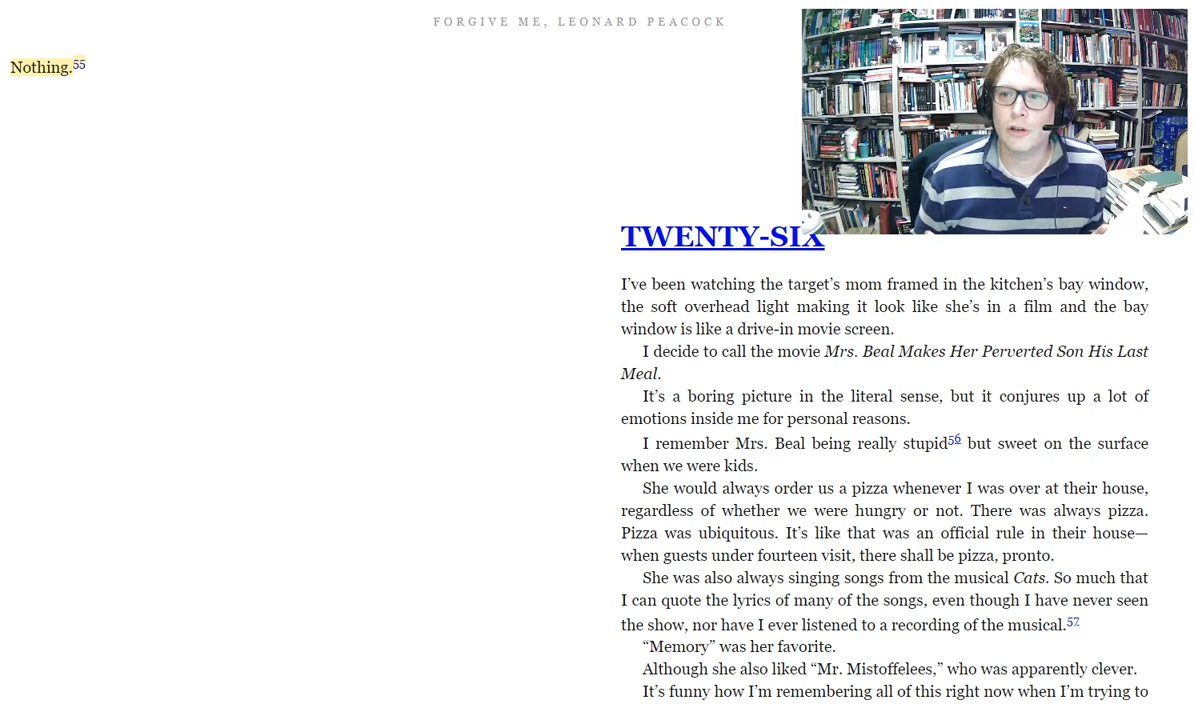 FORGIVE ME, LEONARD PEACOCK
Nothing.55
TWENTY-SIX
I’ve been watching the target’s mom framed in the kitchen’s bay window,
the soft overhead light making it look like she’s in a film and the bay
window is like a drive-in movie screen.
I decide to call the movie Mrs. Beal Makes Her Perverted Son His Last
Meal.
It’s a boring picture in the literal sense, but it conjures up a lot of
emotions inside me for personal reasons.
I remember Mrs. Beal being really stupid56 but sweet on the surface
when we were kids.
She would always order us a pizza whenever I was over at their house,
regardless of whether we were hungry or not. There was always pizza.
Pizza was ubiquitous. It’s like that was an official rule in their house—
when guests under fourteen visit, there shall be pizza, pronto.
She was also always singing songs from the musical Cats. So much that
I can quote the lyrics of many of the songs, even though I have never seen
the show, nor have I ever listened to a recording of the musical.57
“Memory” was her favorite.
Although she also liked “Mr. Mistoffelees,” who was apparently clever.
It’s funny how I’m remembering all of this right now when I’m trying to